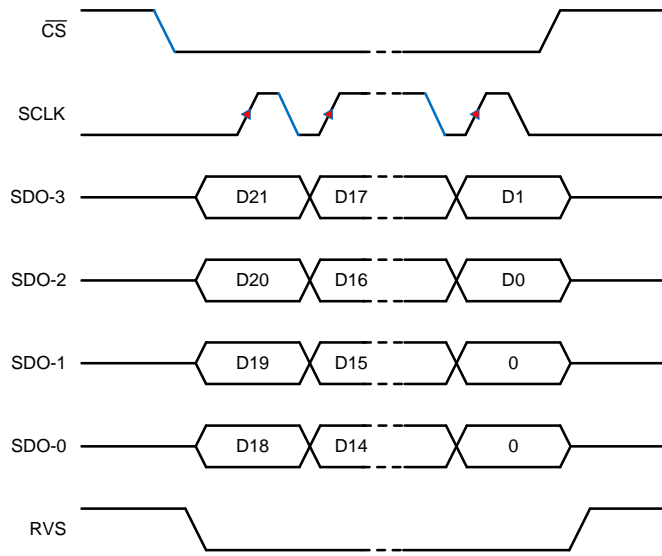 C̅S̅
SCLK
SDO-3 D21 D17 D1
SDO-2 D20 D16 D0
SDO-1 D19 D15 0
SDO-0 D18 D14 0
RVS